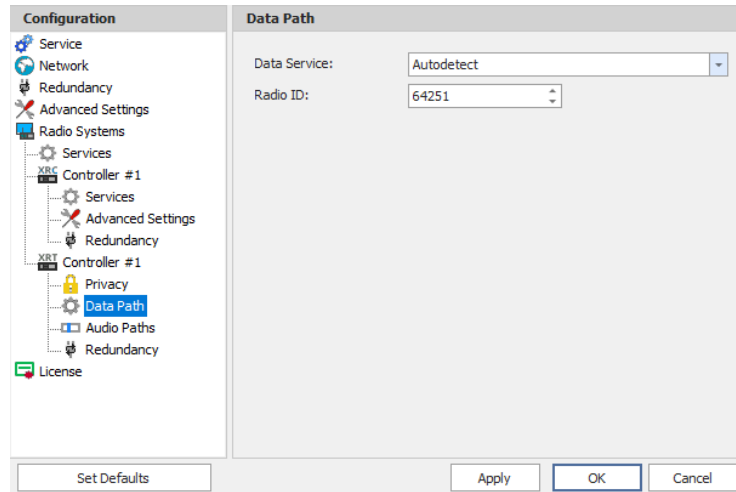 Configuration
Service
Network
Redundancy
Advanced Settings
Radio Systems
Services
XRC Controller #1
Services
Advanced Settings
Redundancy
XRT Controller #1
Privacy
Data Path
Audio Paths
Redundancy
License
Data Path
Data Service: Autodetect
Radio ID: 64251
Set Defaults Apply OK Cancel